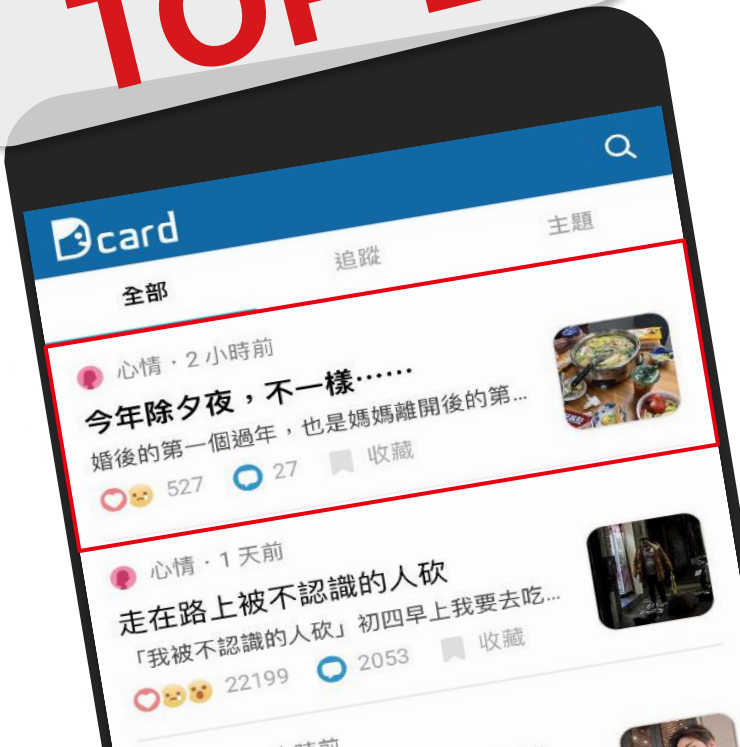 TOP
Dcard
全部
追蹤
主題
心情・2 小時前
今年除夕夜，不一樣……
婚後的第一個過年，也是媽媽離開後的第...
527
27
收藏
心情・1 天前
走在路上被不認識的人砍
「我被不認識的人砍」初四早上我要去吃...
22199
2053
收藏
時前